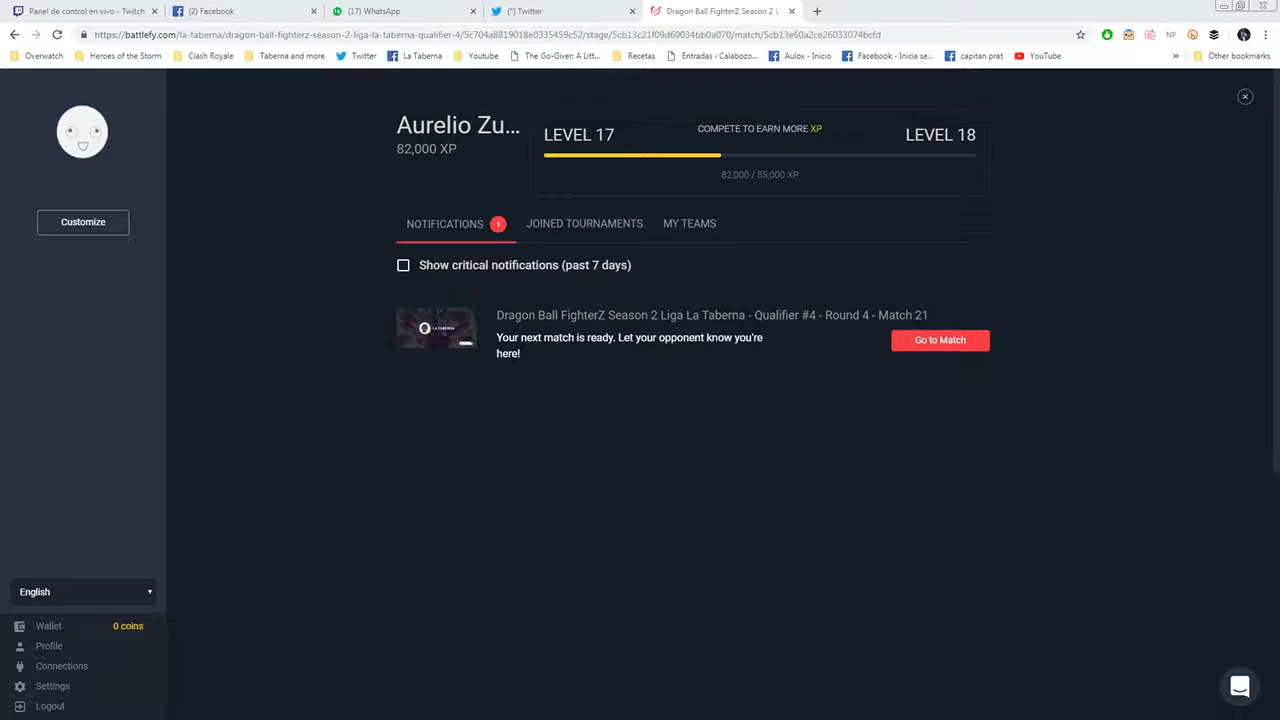 Panel de control en vivo - Twitch
(2) Facebook
(17) WhatsApp
(*) Twitter
Dragon Ball FighterZ Season 2 Li
https://battlefy.com/la-taberna/dragon-ball-fighterz-season-2-liga-la-taberna-qualifier-4/5c704a8819018e0335459c52/stage/5cb13c21f09d60034bb0a070/match/5cb13e60a2ce26033074bcfd
NF
Overwatch
Heroes of the Storm
Clash Royale
Taberna and more
Twitter
La Taberna
Youtube
The Go-Giver: A Litt...
Recetas
Entradas ‹ Calabozo...
Aulox - Inicio
Facebook - Inicia se...
capitan prat
YouTube
»
Other bookmarks
Aurelio Zu...
82,000 XP
LEVEL 17
COMPETE TO EARN MORE XP
LEVEL 18
82,000 / 85,000 XP
Customize
NOTIFICATIONS 1
JOINED TOURNAMENTS
MY TEAMS
Show critical notifications (past 7 days)
LA TABERNA
Dragon Ball FighterZ Season 2 Liga La Taberna - Qualifier #4 - Round 4 - Match 21
Your next match is ready. Let your opponent know you're
here!
Go to Match
English
Wallet
0 coins
Profile
Connections
Settings
Logout